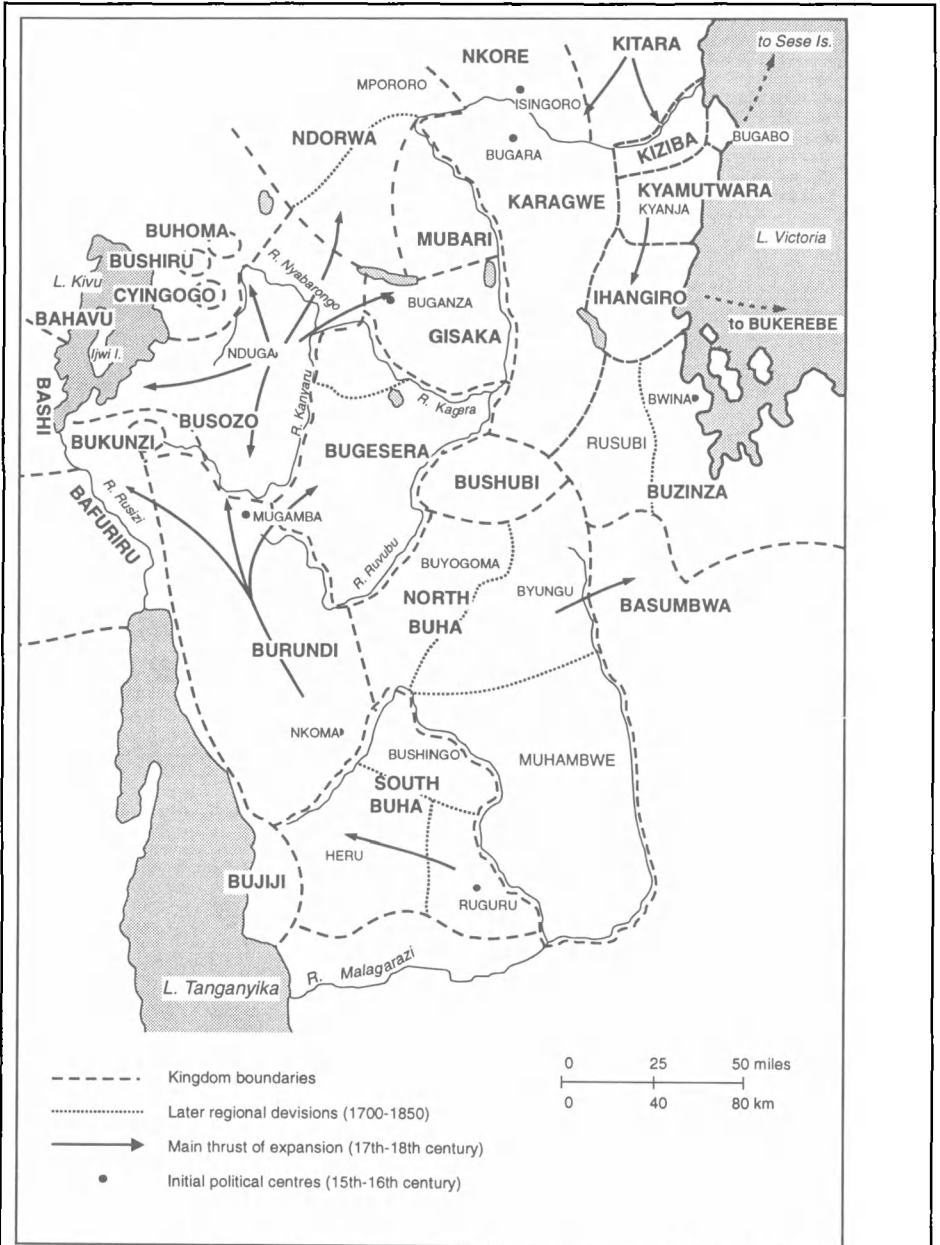 to Sese Is.
KITARA
NKORE
MPORORO
ISINGORO
NDORWA
BUGARA
KIZIBA
BUGABO
KARAGWE
KYAMUTWARA
KYANJA
BUHOMA
MUBARI
L. Victoria
BUSHIRU
L. Kivu
R. Nyabarongo
CYINGOGO
BUGANZA
IHANGIRO
BAHAVU
to BUKEREBE
GISAKA
Ijwi I.
NDUGA
BASHI
R. Kanyaru
R. Kagera
BWINA
BUSOZO
BUKUNZI
RUSUBI
BUGESERA
BUSHUBI
BUZINZA
R. Rusizi
MUGAMBA
BAFURIRU
R. Ruvubu
BUYOGOMA
BYUNGU
NORTH
BUHA
BASUMBWA
BURUNDI
NKOMA
BUSHINGO
MUHAMBWE
SOUTH
BUHA
HERU
BUJIJI
RUGURU
R. Malagarazi
L. Tanganyika
Kingdom boundaries
Later regional devisions (1700-1850)
Main thrust of expansion (17th-18th century)
Initial political centres (15th-16th century)
0 25 50 miles
0 40 80 km